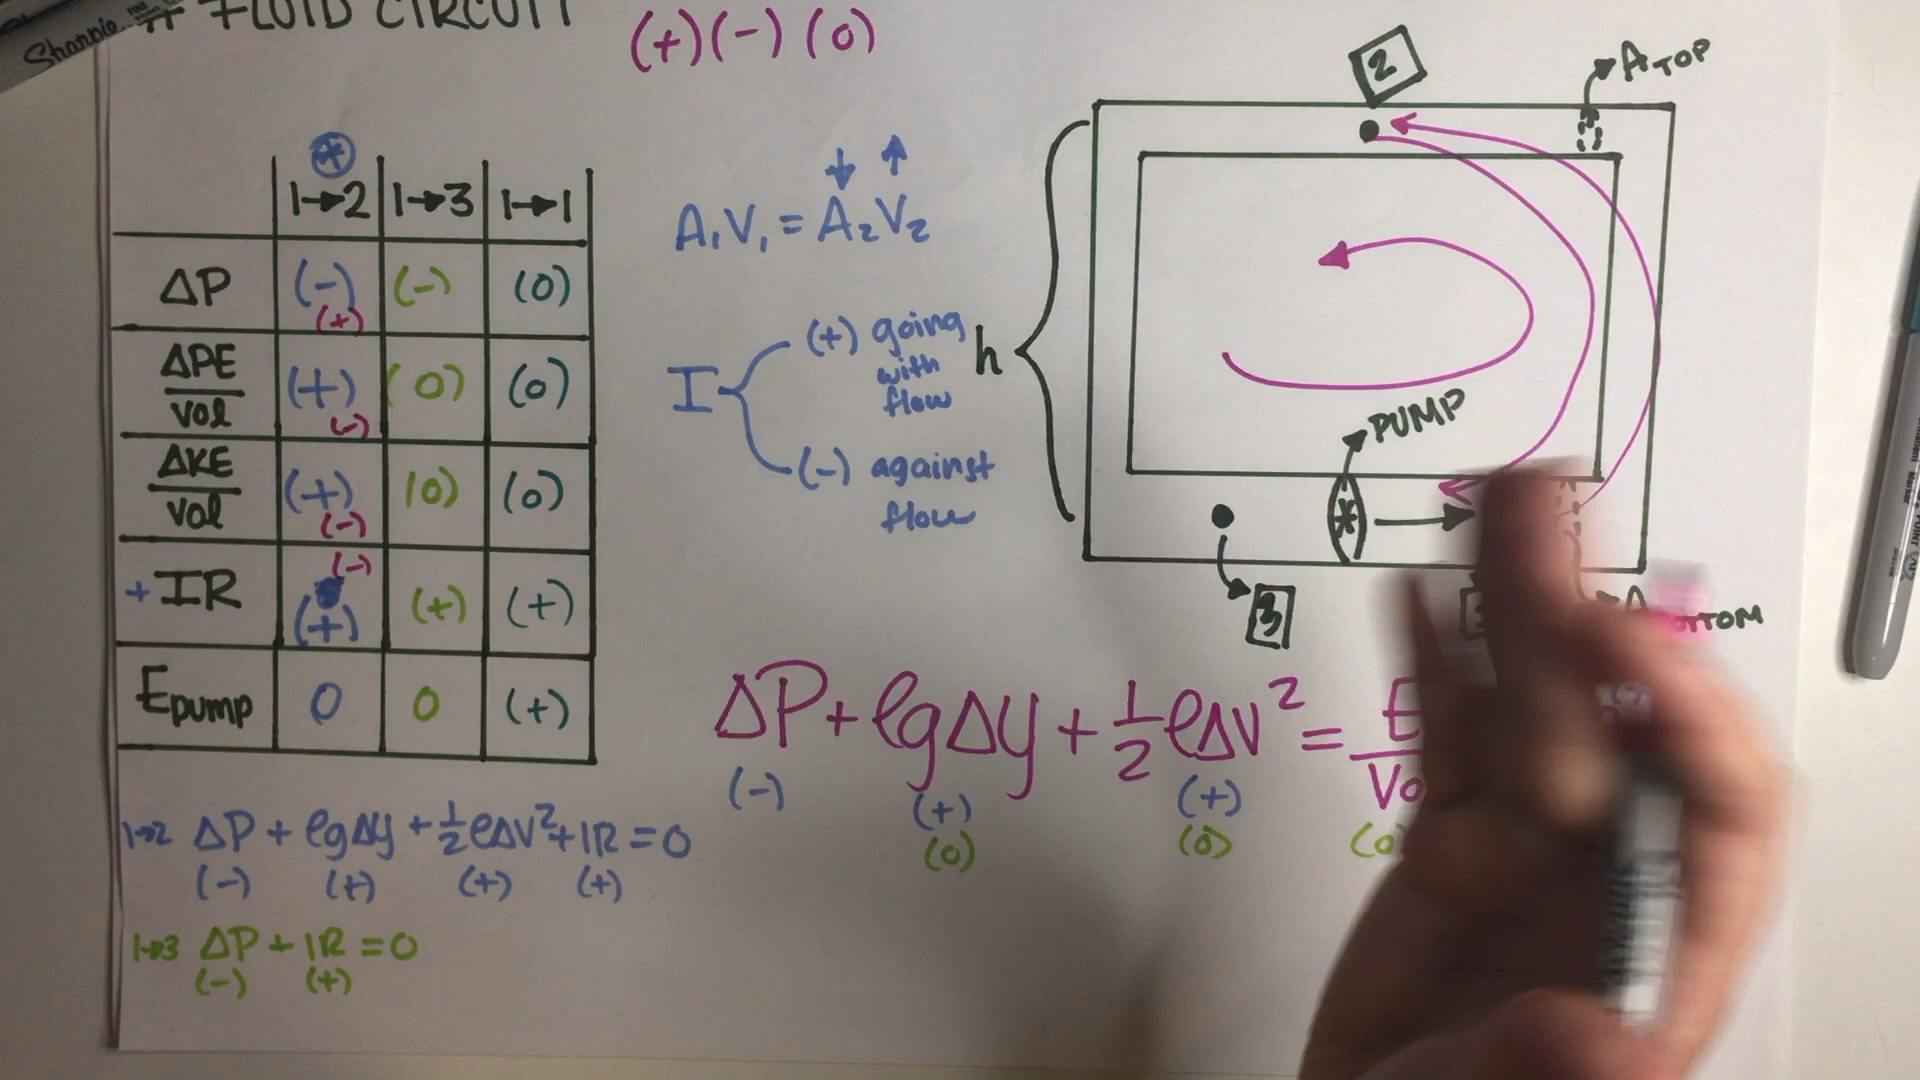 Sharpie
FLUID CIRCUIT
(+)(-)(0)
1→2 1→3 1→1
ΔP (-) (-) (0)
(+)
ΔPE/vol (+) (0) (0)
(-)
ΔKE/vol (+) (0) (0)
(-)
(-)
+IR (+) (+) (+)
Epump 0 0 (+)
A₁V₁ = A₂V₂
I
(+) going
with
flow
(-) against
flow
h
2
A TOP
PUMP
*
3
ΔP + ρgΔy + ½ρΔv² =
(-) (+) (+)
(0) (0)
1→2 ΔP + ρgΔy + ½ρΔv² + IR = 0
(-) (+) (+) (+)
1→3 ΔP + IR = 0
(-) (+)